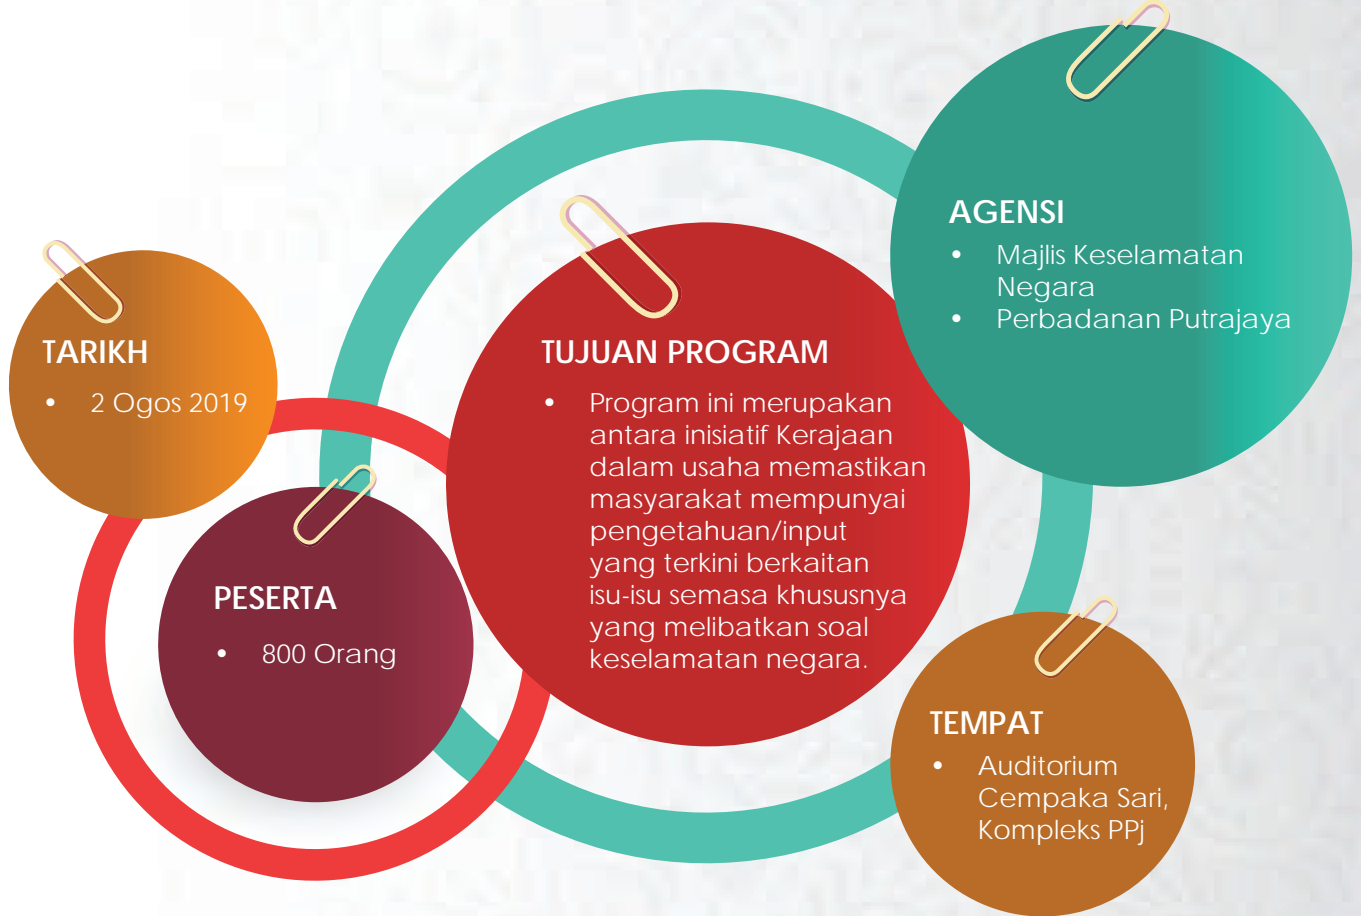 TARIKH
• 2 Ogos 2019
PESERTA
• 800 Orang
TUJUAN PROGRAM
• Program ini merupakan
antara inisiatif Kerajaan
dalam usaha memastikan
masyarakat mempunyai
pengetahuan/input
yang terkini berkaitan
isu-isu semasa khususnya
yang melibatkan soal
keselamatan negara.
AGENSI
• Majlis Keselamatan
Negara
• Perbadanan Putrajaya
TEMPAT
• Auditorium
Cempaka Sari,
Kompleks PPj